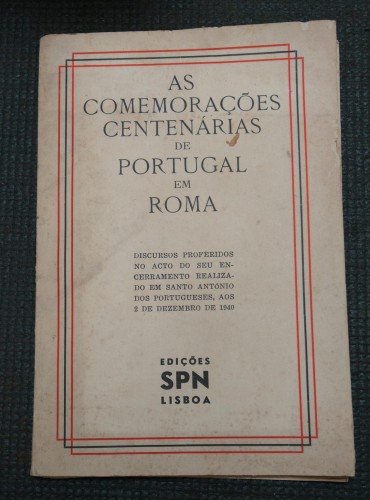 AS
COMEMORAÇÕES
CENTENÁRIAS
DE
PORTUGAL
EM
ROMA
DISCURSOS PROFERIDOS
NO ACTO DO SEU EN-
CERRAMENTO REALIZA-
DO EM SANTO ANTÓNIO
DOS PORTUGUESES, AOS
2 DE DEZEMBRO DE 1940
EDIÇÕES
SPN
LISBOA